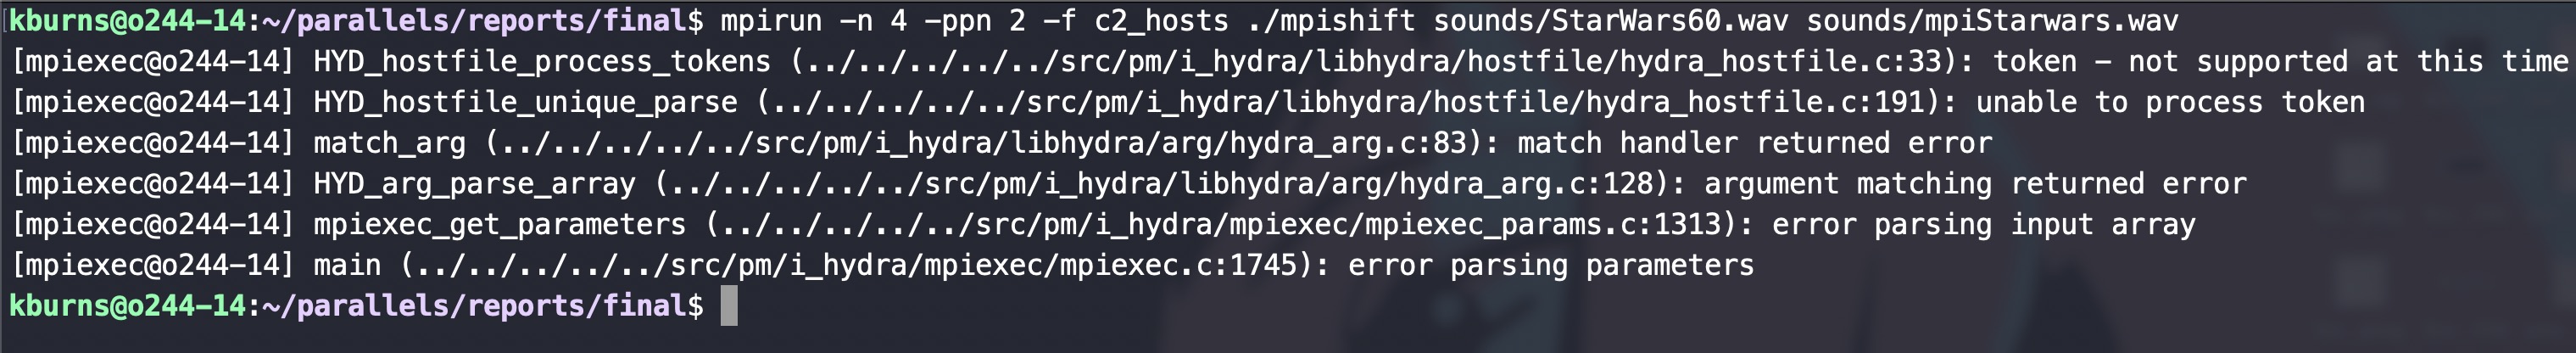 kburns@o244-14:~/parallels/reports/final$ mpirun -n 4 -ppn 2 -f c2_hosts ./mpishift sounds/StarWars60.wav sounds/mpiStarwars.wav
[mpiexec@o244-14] HYD_hostfile_process_tokens (../../../../../src/pm/i_hydra/libhydra/hostfile/hydra_hostfile.c:33): token - not supported at this time
[mpiexec@o244-14] HYD_hostfile_unique_parse (../../../../../src/pm/i_hydra/libhydra/hostfile/hydra_hostfile.c:191): unable to process token
[mpiexec@o244-14] match_arg (../../../../../src/pm/i_hydra/libhydra/arg/hydra_arg.c:83): match handler returned error
[mpiexec@o244-14] HYD_arg_parse_array (../../../../../src/pm/i_hydra/libhydra/arg/hydra_arg.c:128): argument matching returned error
[mpiexec@o244-14] mpiexec_get_parameters (../../../../../src/pm/i_hydra/mpiexec/mpiexec_params.c:1313): error parsing input array
[mpiexec@o244-14] main (../../../../../src/pm/i_hydra/mpiexec/mpiexec.c:1745): error parsing parameters
kburns@o244-14:~/parallels/reports/final$